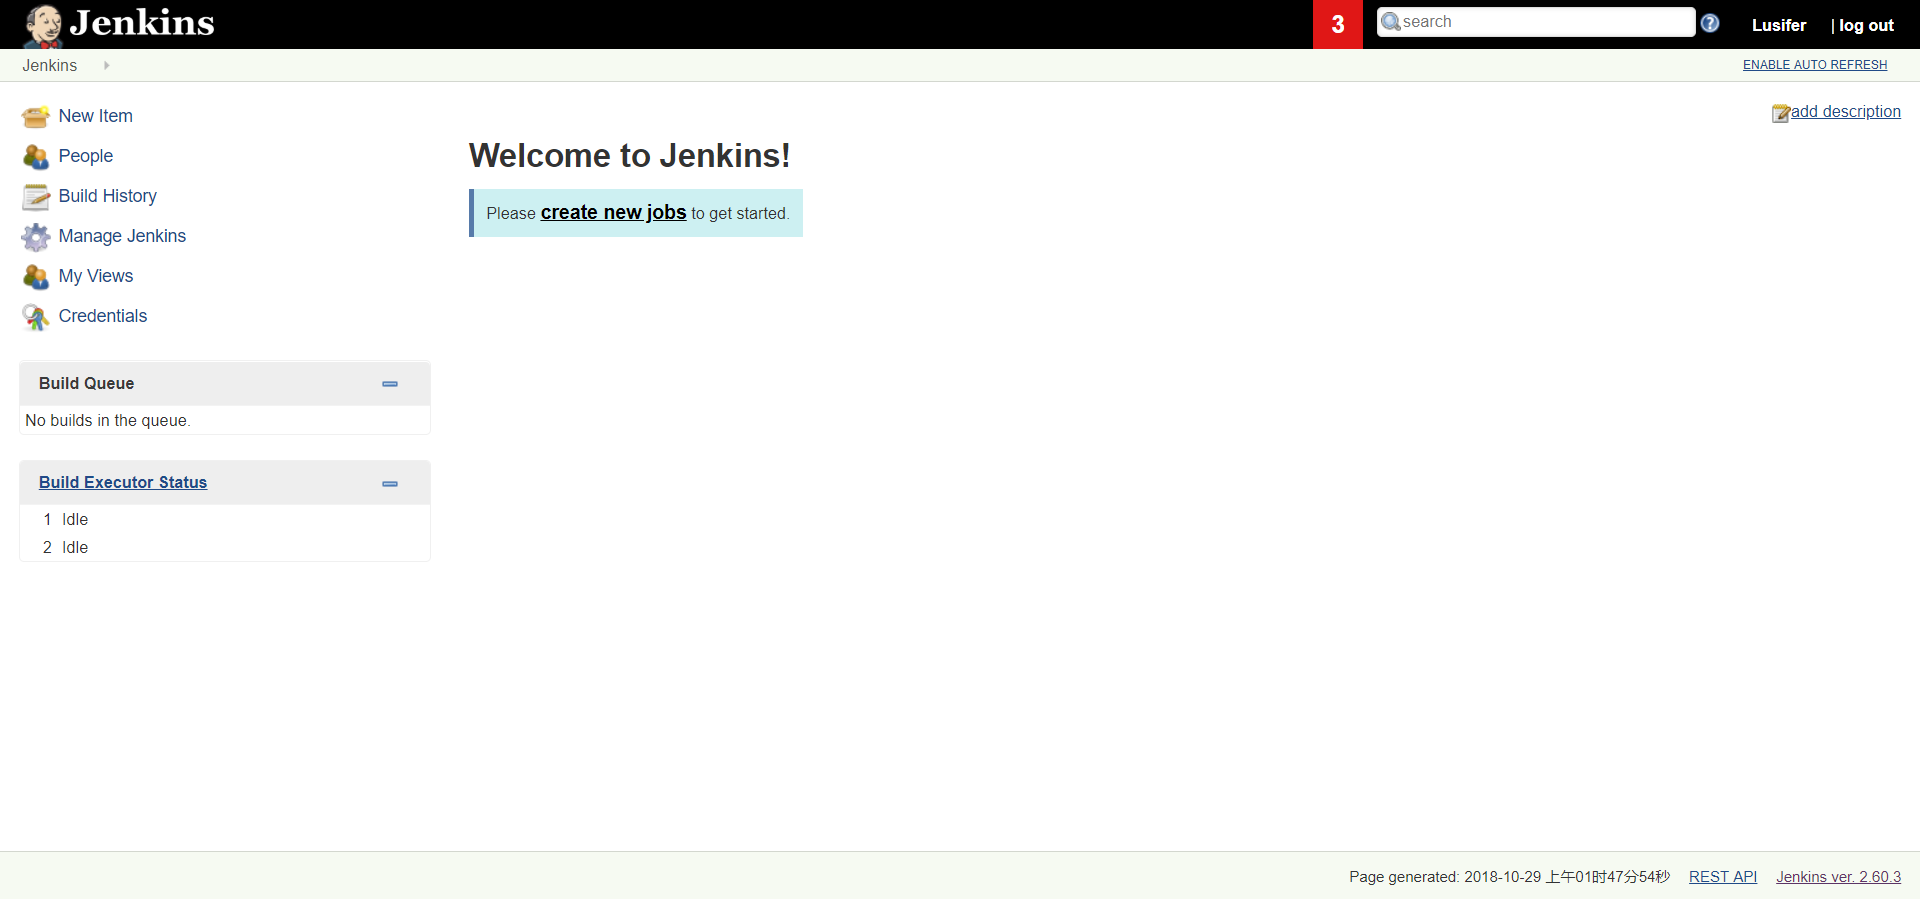 Jenkins
3
search
Lusifer
| log out
Jenkins
ENABLE AUTO REFRESH
New Item
People
Build History
Manage Jenkins
My Views
Credentials
add description
Welcome to Jenkins!
Please create new jobs to get started.
Build Queue
No builds in the queue.
Build Executor Status
1 Idle
2 Idle
Page generated: 2018-10-29 上午01时47分54秒
REST API
Jenkins ver. 2.60.3